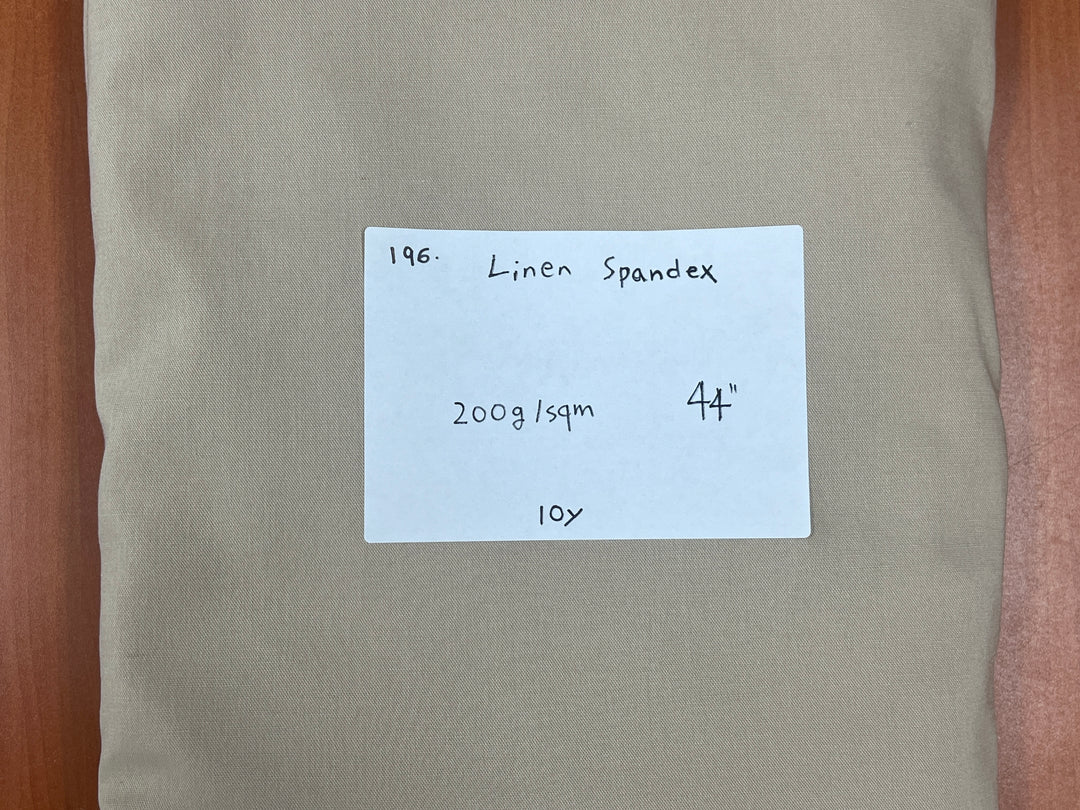 196.
Linen Spandex
200g/sqm 44"
10y